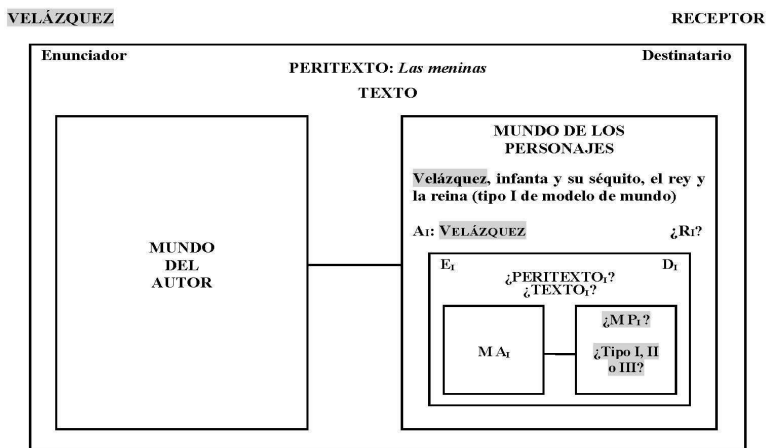 VELÁZQUEZ
RECEPTOR
Enunciador
Destinatario
PERITEXTO: Las meninas
TEXTO
MUNDO
DEL
AUTOR
MUNDO DE LOS
PERSONAJES
Velázquez, infanta y su séquito, el rey y
la reina (tipo I de modelo de mundo)
AI: VELÁZQUEZ
¿RI?
EI
DI
¿PERITEXTOI?
¿TEXTOI?
M AI
¿M PI?
¿Tipo I, II
o III?